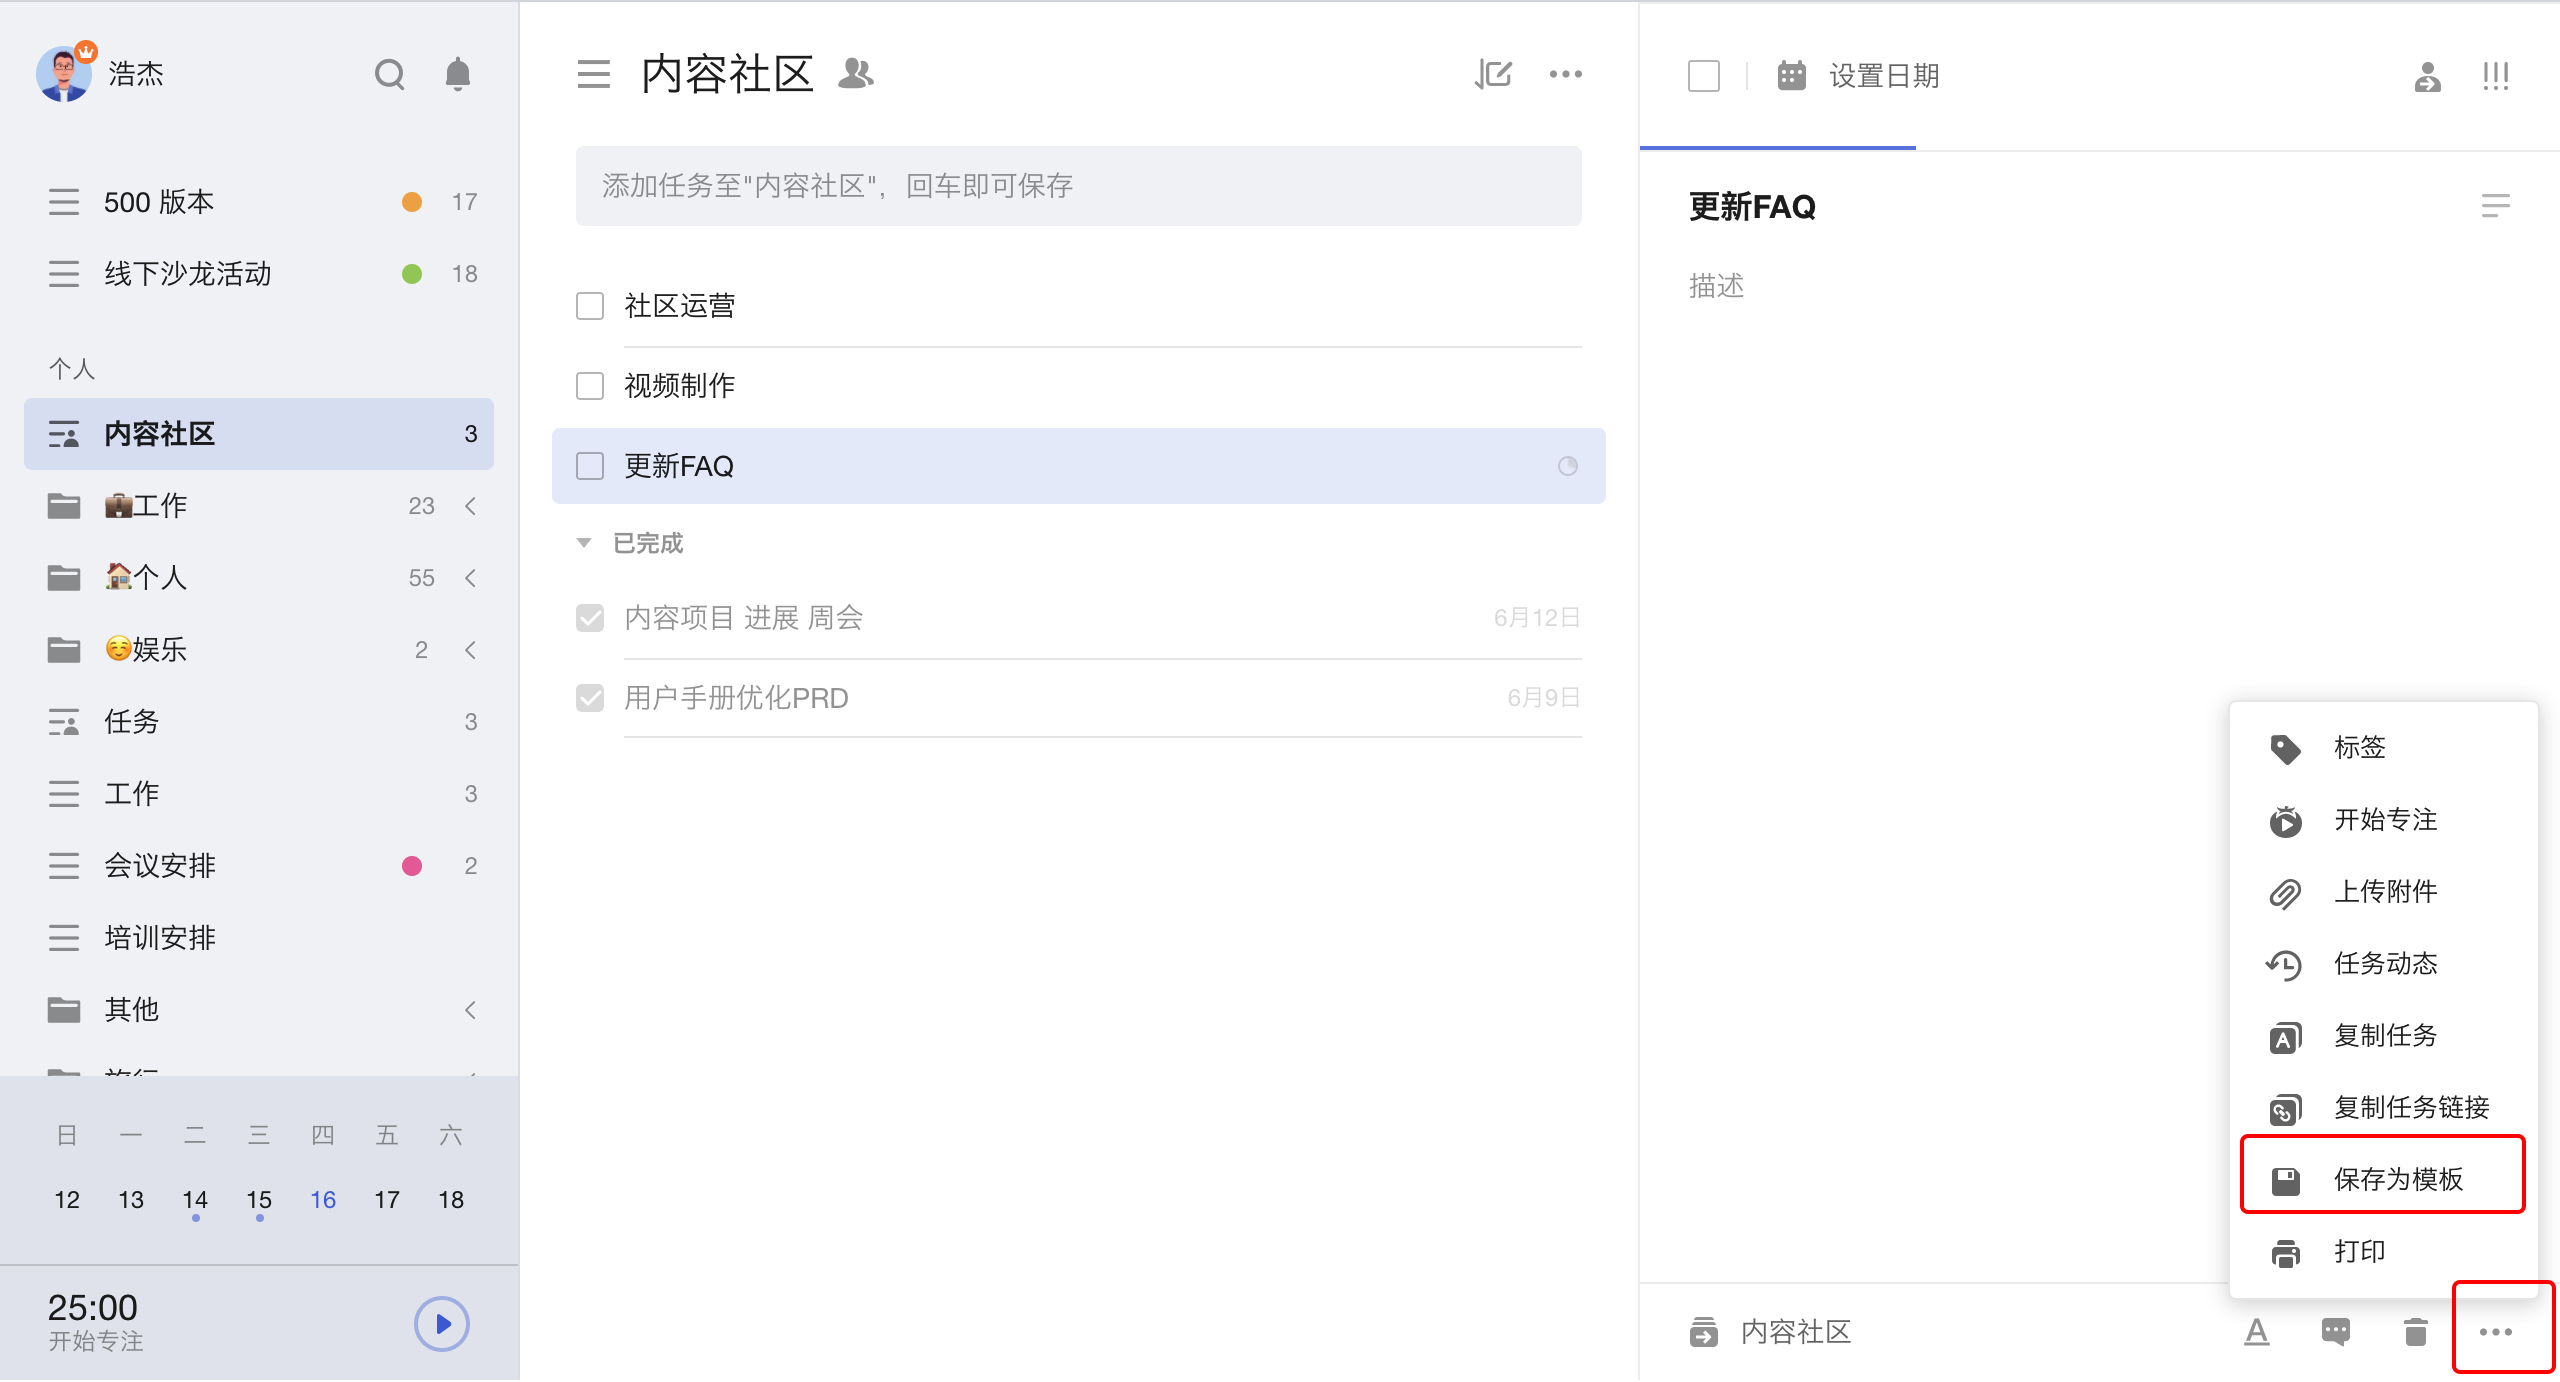 浩杰
500 版本 17
线下沙龙活动 18
个人
内容社区 3
💼工作 23
🏠个人 55
☺️娱乐 2
任务 3
工作 3
会议安排 2
培训安排
其他
旅行
日 一 二 三 四 五 六
12 13 14 15 16 17 18
25:00
开始专注
内容社区
添加任务至"内容社区"，回车即可保存
社区运营
视频制作
更新FAQ
已完成
内容项目 进展 周会 6月12日
用户手册优化PRD 6月9日
设置日期
更新FAQ
描述
标签
开始专注
上传附件
任务动态
复制任务
复制任务链接
保存为模板
打印
内容社区